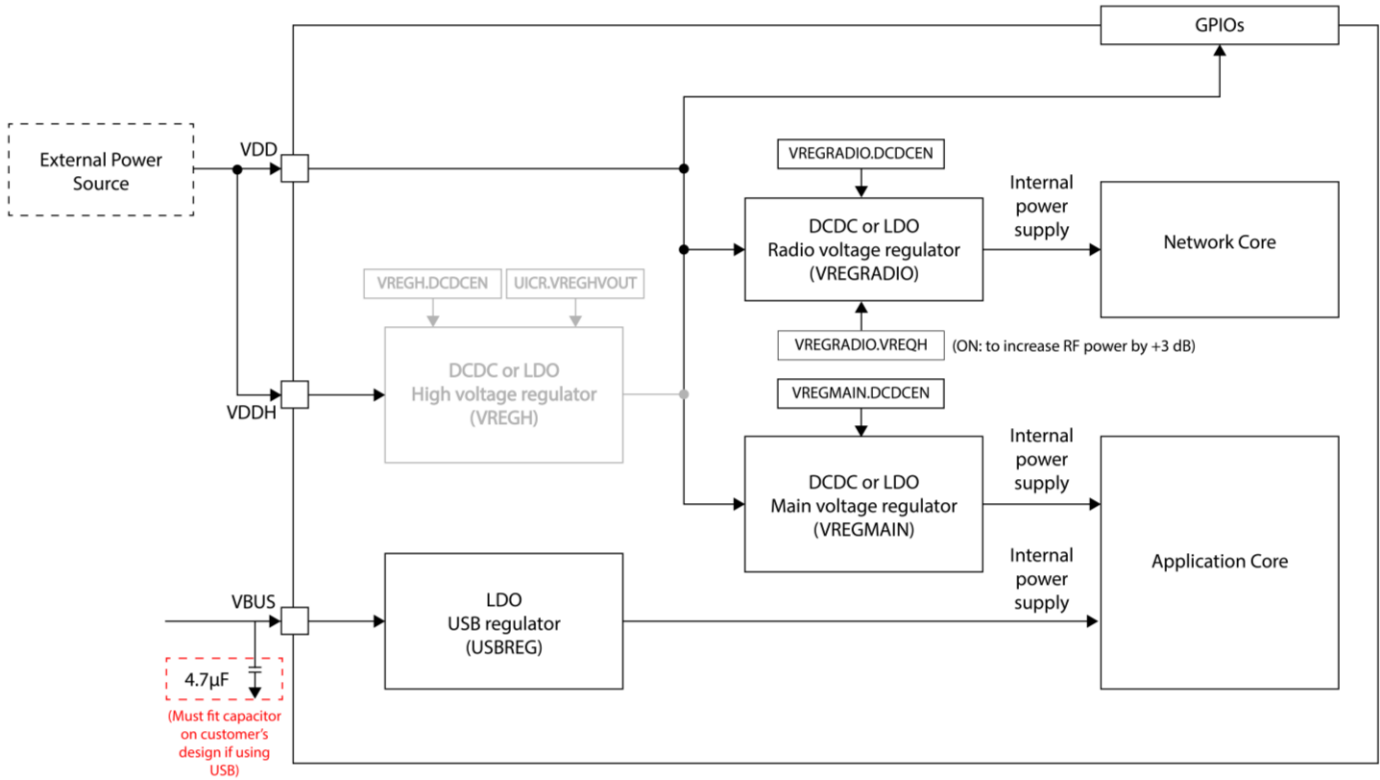 GPIOs
External Power
Source
VDD
VREGRADIO.DCDCEN
DCDC or LDO
Radio voltage regulator
(VREGRADIO)
Internal
power
supply
Network Core
VREGH.DCDCEN
UICR.VREGHVOUT
VREGRADIO.VREQH
(ON: to increase RF power by +3 dB)
DCDC or LDO
High voltage regulator
(VREGH)
VDDH
VREGMAIN.DCDCEN
DCDC or LDO
Main voltage regulator
(VREGMAIN)
Internal
power
supply
Application Core
Internal
power
supply
VBUS
LDO
USB regulator
(USBREG)
4.7µF
(Must fit capacitor
on customer's
design if using
USB)